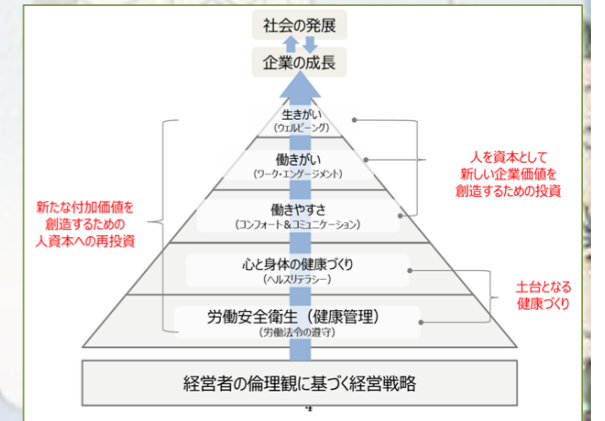 社会の発展
企業の成長
生きがい
(ウェルビーング)
働きがい
(ワーク・エンゲージメント)
働きやすさ
(コンフォート＆コミュニケーション)
心と身体の健康づくり
(ヘルスリテラシー)
労働安全衛生（健康管理）
(労働法令の遵守)
新たな付加価値を
創造するための
人資本への再投資
人を資本として
新しい企業価値を
創造するための投資
土台となる
健康づくり
経営者の倫理観に基づく経営戦略
4